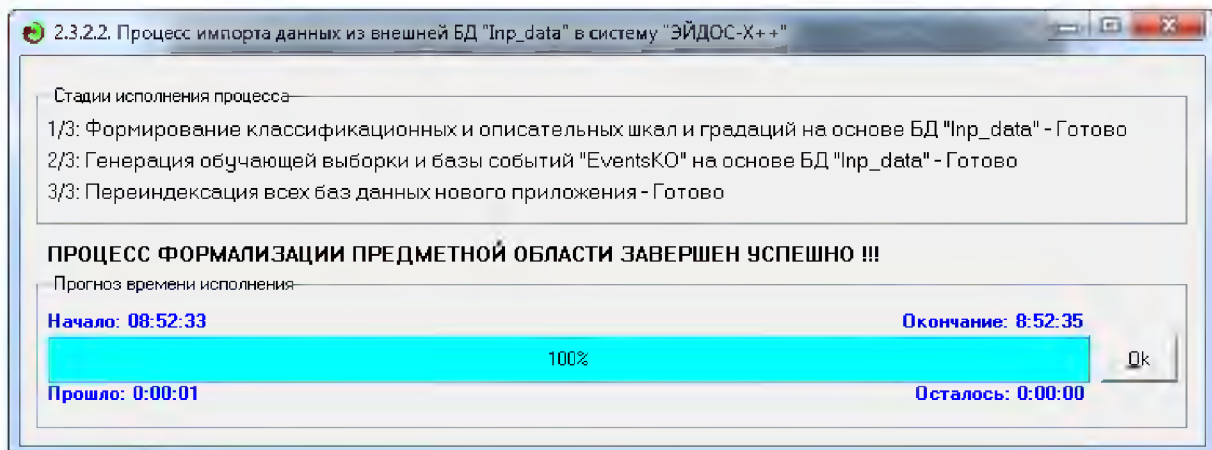 2.3.2.2. Процесс импорта данных из внешней БД "Inp_data" в систему "ЭЙДОС-X++"
Стадии исполнения процесса
1/3: Формирование классификационных и описательных шкал и градаций на основе БД "Inp_data" - Готово
2/3: Генерация обучающей выборки и базы событий "EventsKO" на основе БД "Inp_data" - Готово
3/3: Переиндексация всех баз данных нового приложения - Готово
ПРОЦЕСС ФОРМАЛИЗАЦИИ ПРЕДМЕТНОЙ ОБЛАСТИ ЗАВЕРШЕН УСПЕШНО !!!
Прогноз времени исполнения
Начало: 08:52:33 Окончание: 8:52:35
100% Ok
Прошло: 0:00:01 Осталось: 0:00:00